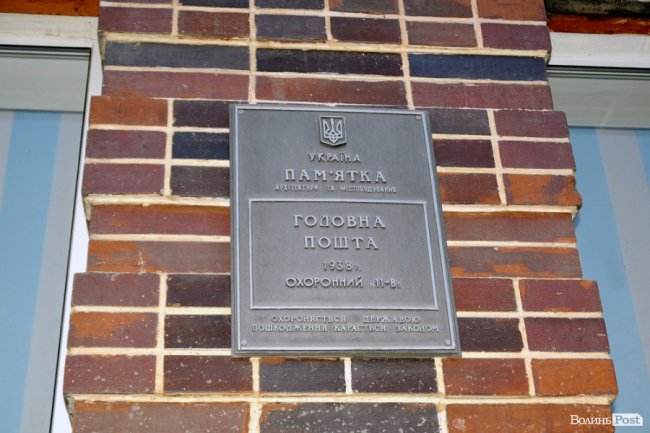 УКРАЇНА
ПАМ'ЯТКА
АРХІТЕКТУРИ ТА МІСТОБУДУВАННЯ
ГОЛОВНА
ПОШТА
1938 р.
ОХОРОННИЙ «11-В»
ОХОРОНЯЄТЬСЯ ДЕРЖАВОЮ
ПОШКОДЖЕННЯ КАРАЄТЬСЯ ЗАКОНОМ
ВолиньPost